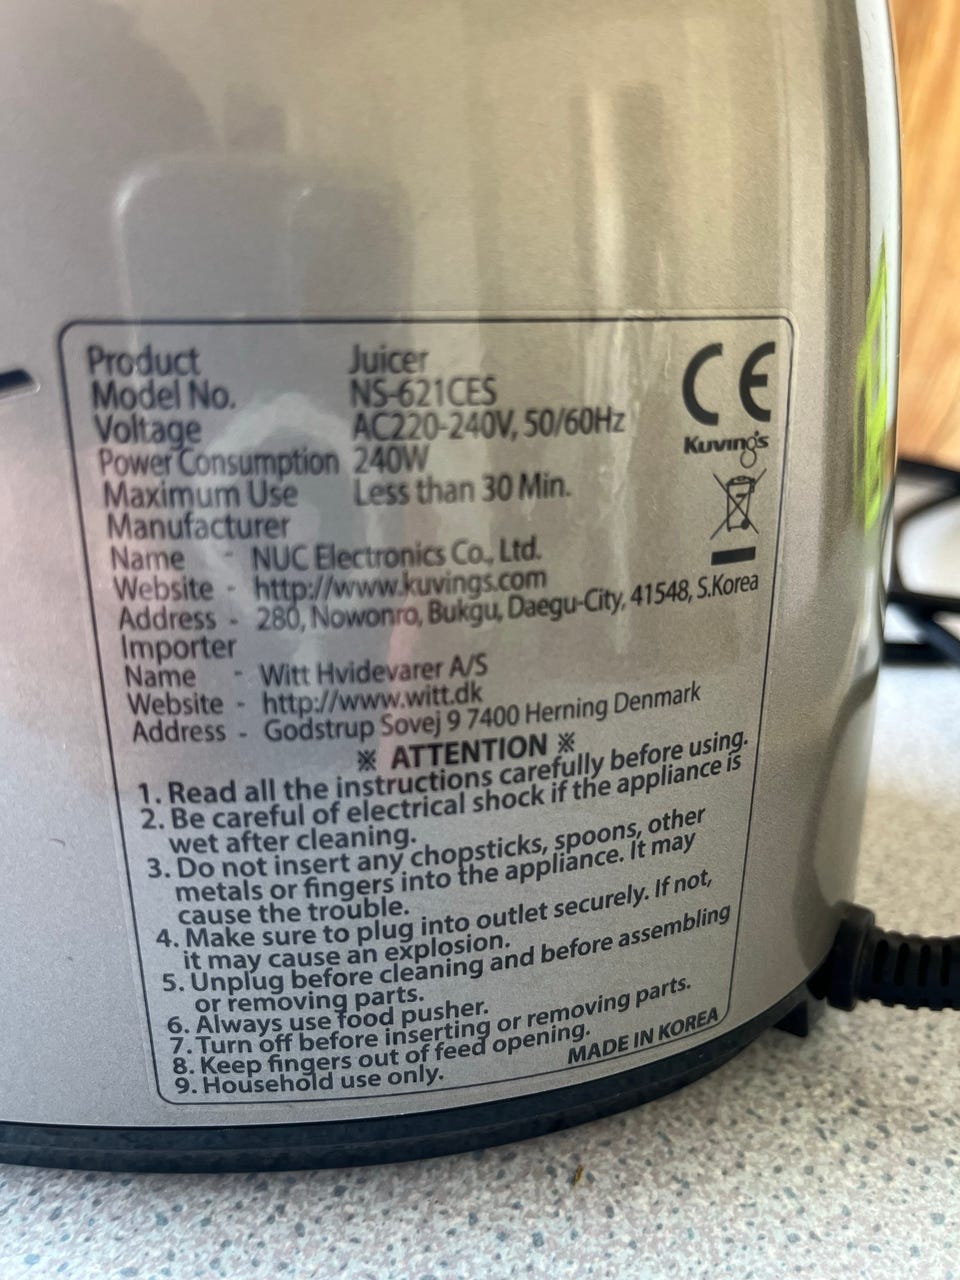 Product Juicer
Model No. NS-621CES
Voltage AC220-240V, 50/60Hz
Power Consumption 240W
Maximum Use Less than 30 Min.
CE
Kuvings
Manufacturer
Name - NUC Electronics Co., Ltd.
Website - http://www.kuvings.com
Address - 280, Nowonro, Bukgu, Daegu-City, 41548, S.Korea
Importer
Name - Witt Hvidevarer A/S
Website - http://www.witt.dk
Address - Godstrup Sovej 9 7400 Herning Denmark
※ ATTENTION ※
1. Read all the instructions carefully before using.
2. Be careful of electrical shock if the appliance is
wet after cleaning.
3. Do not insert any chopsticks, spoons, other
metals or fingers into the appliance. It may
cause the trouble.
4. Make sure to plug into outlet securely. If not,
it may cause an explosion.
5. Unplug before cleaning and before assembling
or removing parts.
6. Always use food pusher.
7. Turn off before inserting or removing parts.
8. Keep fingers out of feed opening.
9. Household use only.
MADE IN KOREA